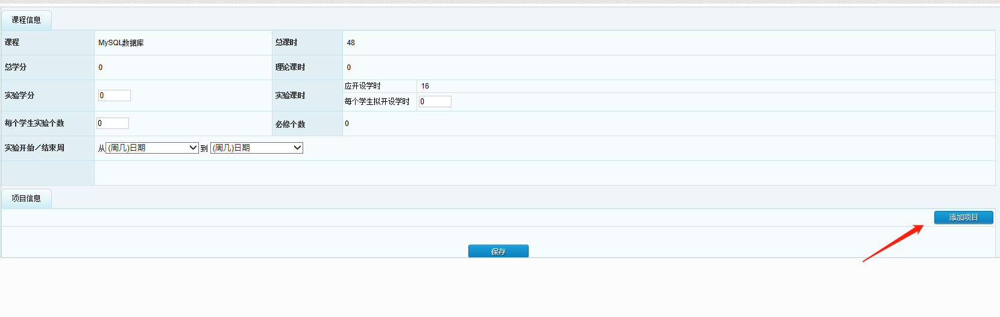 课程信息
课程 MySQL数据库 总课时 48
总学分 0 理论课时 0
实验学分 0 实验课时 应开设学时 16
每个学生拟开设学时 0
每个学生实验个数 0 必修个数 0
实验开始／结束周 从 (周几)日期 到 (周几)日期
项目信息
添加项目
保存